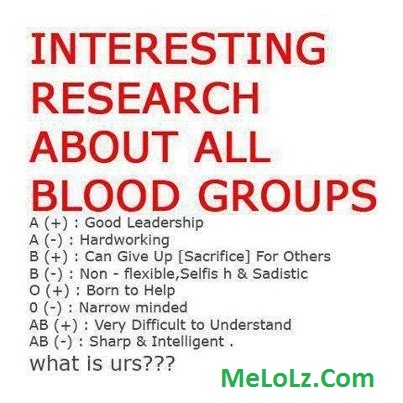 INTERESTING
RESEARCH
ABOUT ALL
BLOOD GROUPS
A (+) : Good Leadership
A (-) : Hardworking
B (+) : Can Give Up [Sacrifice] For Others
B (-) : Non - flexible,Selfis h & Sadistic
O (+) : Born to Help
0 (-) : Narrow minded
AB (+) : Very Difficult to Understand
AB (-) : Sharp & Intelligent .
what is urs???
MeLoLz.Com